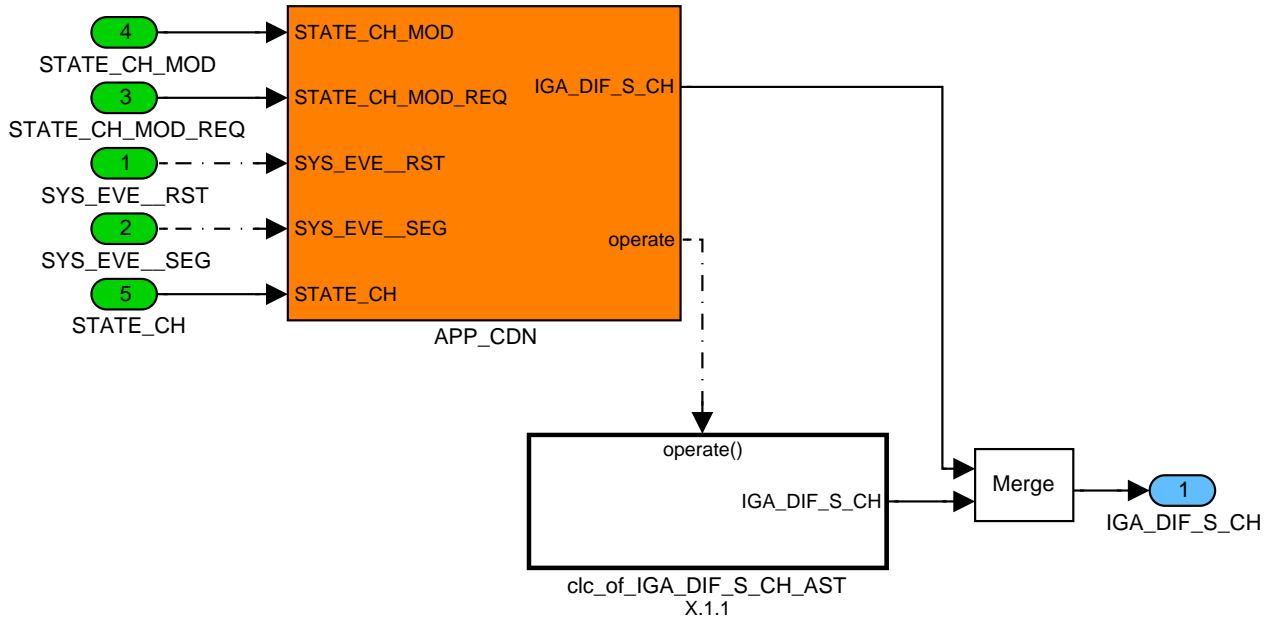 4
STATE_CH_MOD
3
STATE_CH_MOD_REQ
1
SYS_EVE__RST
2
SYS_EVE__SEG
5
STATE_CH
STATE_CH_MOD
STATE_CH_MOD_REQ
SYS_EVE__RST
SYS_EVE__SEG
STATE_CH
IGA_DIF_S_CH
operate
APP_CDN
operate()
IGA_DIF_S_CH
clc_of_IGA_DIF_S_CH_AST
X.1.1
Merge
1
IGA_DIF_S_CH